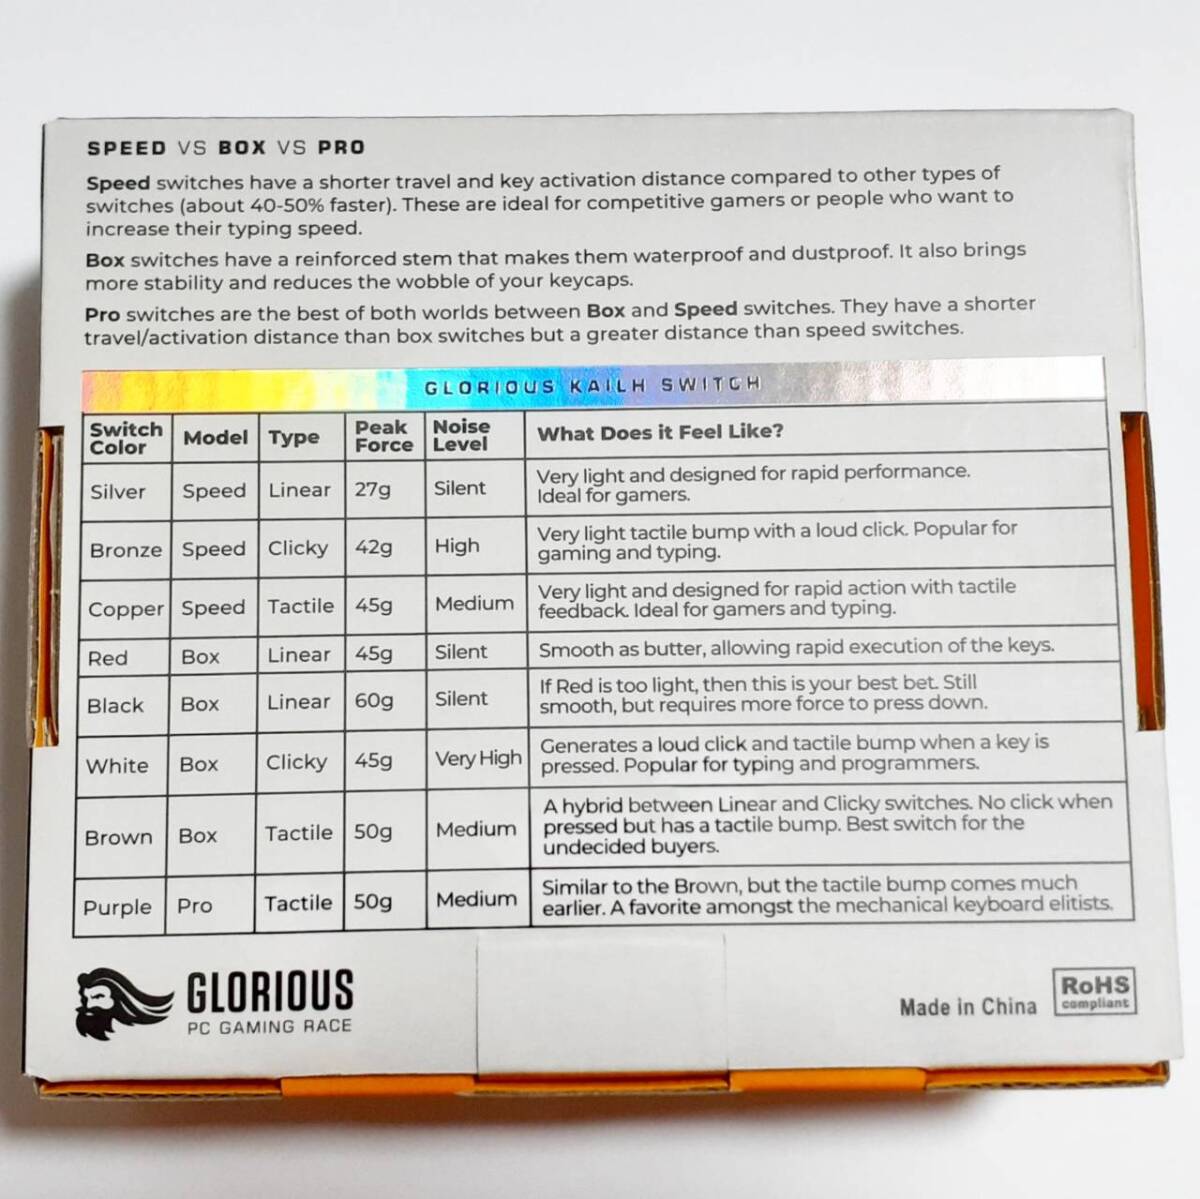 SPEED VS BOX VS PRO
Speed switches have a shorter travel and key activation distance compared to other types of
switches (about 40-50% faster). These are ideal for competitive gamers or people who want to
increase their typing speed.
Box switches have a reinforced stem that makes them waterproof and dustproof. It also brings
more stability and reduces the wobble of your keycaps.
Pro switches are the best of both worlds between Box and Speed switches. They have a shorter
travel/activation distance than box switches but a greater distance than speed switches.
GLORIOUS KAILH SWITCH
Switch Color Model Type Peak Force Noise Level What Does it Feel Like?
Silver Speed Linear 27g Silent Very light and designed for rapid performance.
Ideal for gamers.
Bronze Speed Clicky 42g High Very light tactile bump with a loud click. Popular for
gaming and typing.
Copper Speed Tactile 45g Medium Very light and designed for rapid action with tactile
feedback. Ideal for gamers and typing.
Red Box Linear 45g Silent Smooth as butter, allowing rapid execution of the keys.
Black Box Linear 60g Silent If Red is too light, then this is your best bet. Still
smooth, but requires more force to press down.
White Box Clicky 45g Very High Generates a loud click and tactile bump when a key is
pressed. Popular for typing and programmers.
Brown Box Tactile 50g Medium A hybrid between Linear and Clicky switches. No click when
pressed but has a tactile bump. Best switch for the
undecided buyers.
Purple Pro Tactile 50g Medium Similar to the Brown, but the tactile bump comes much
earlier. A favorite amongst the mechanical keyboard elitists.
GLORIOUS
PC GAMING RACE
Made in China
RoHS
compliant